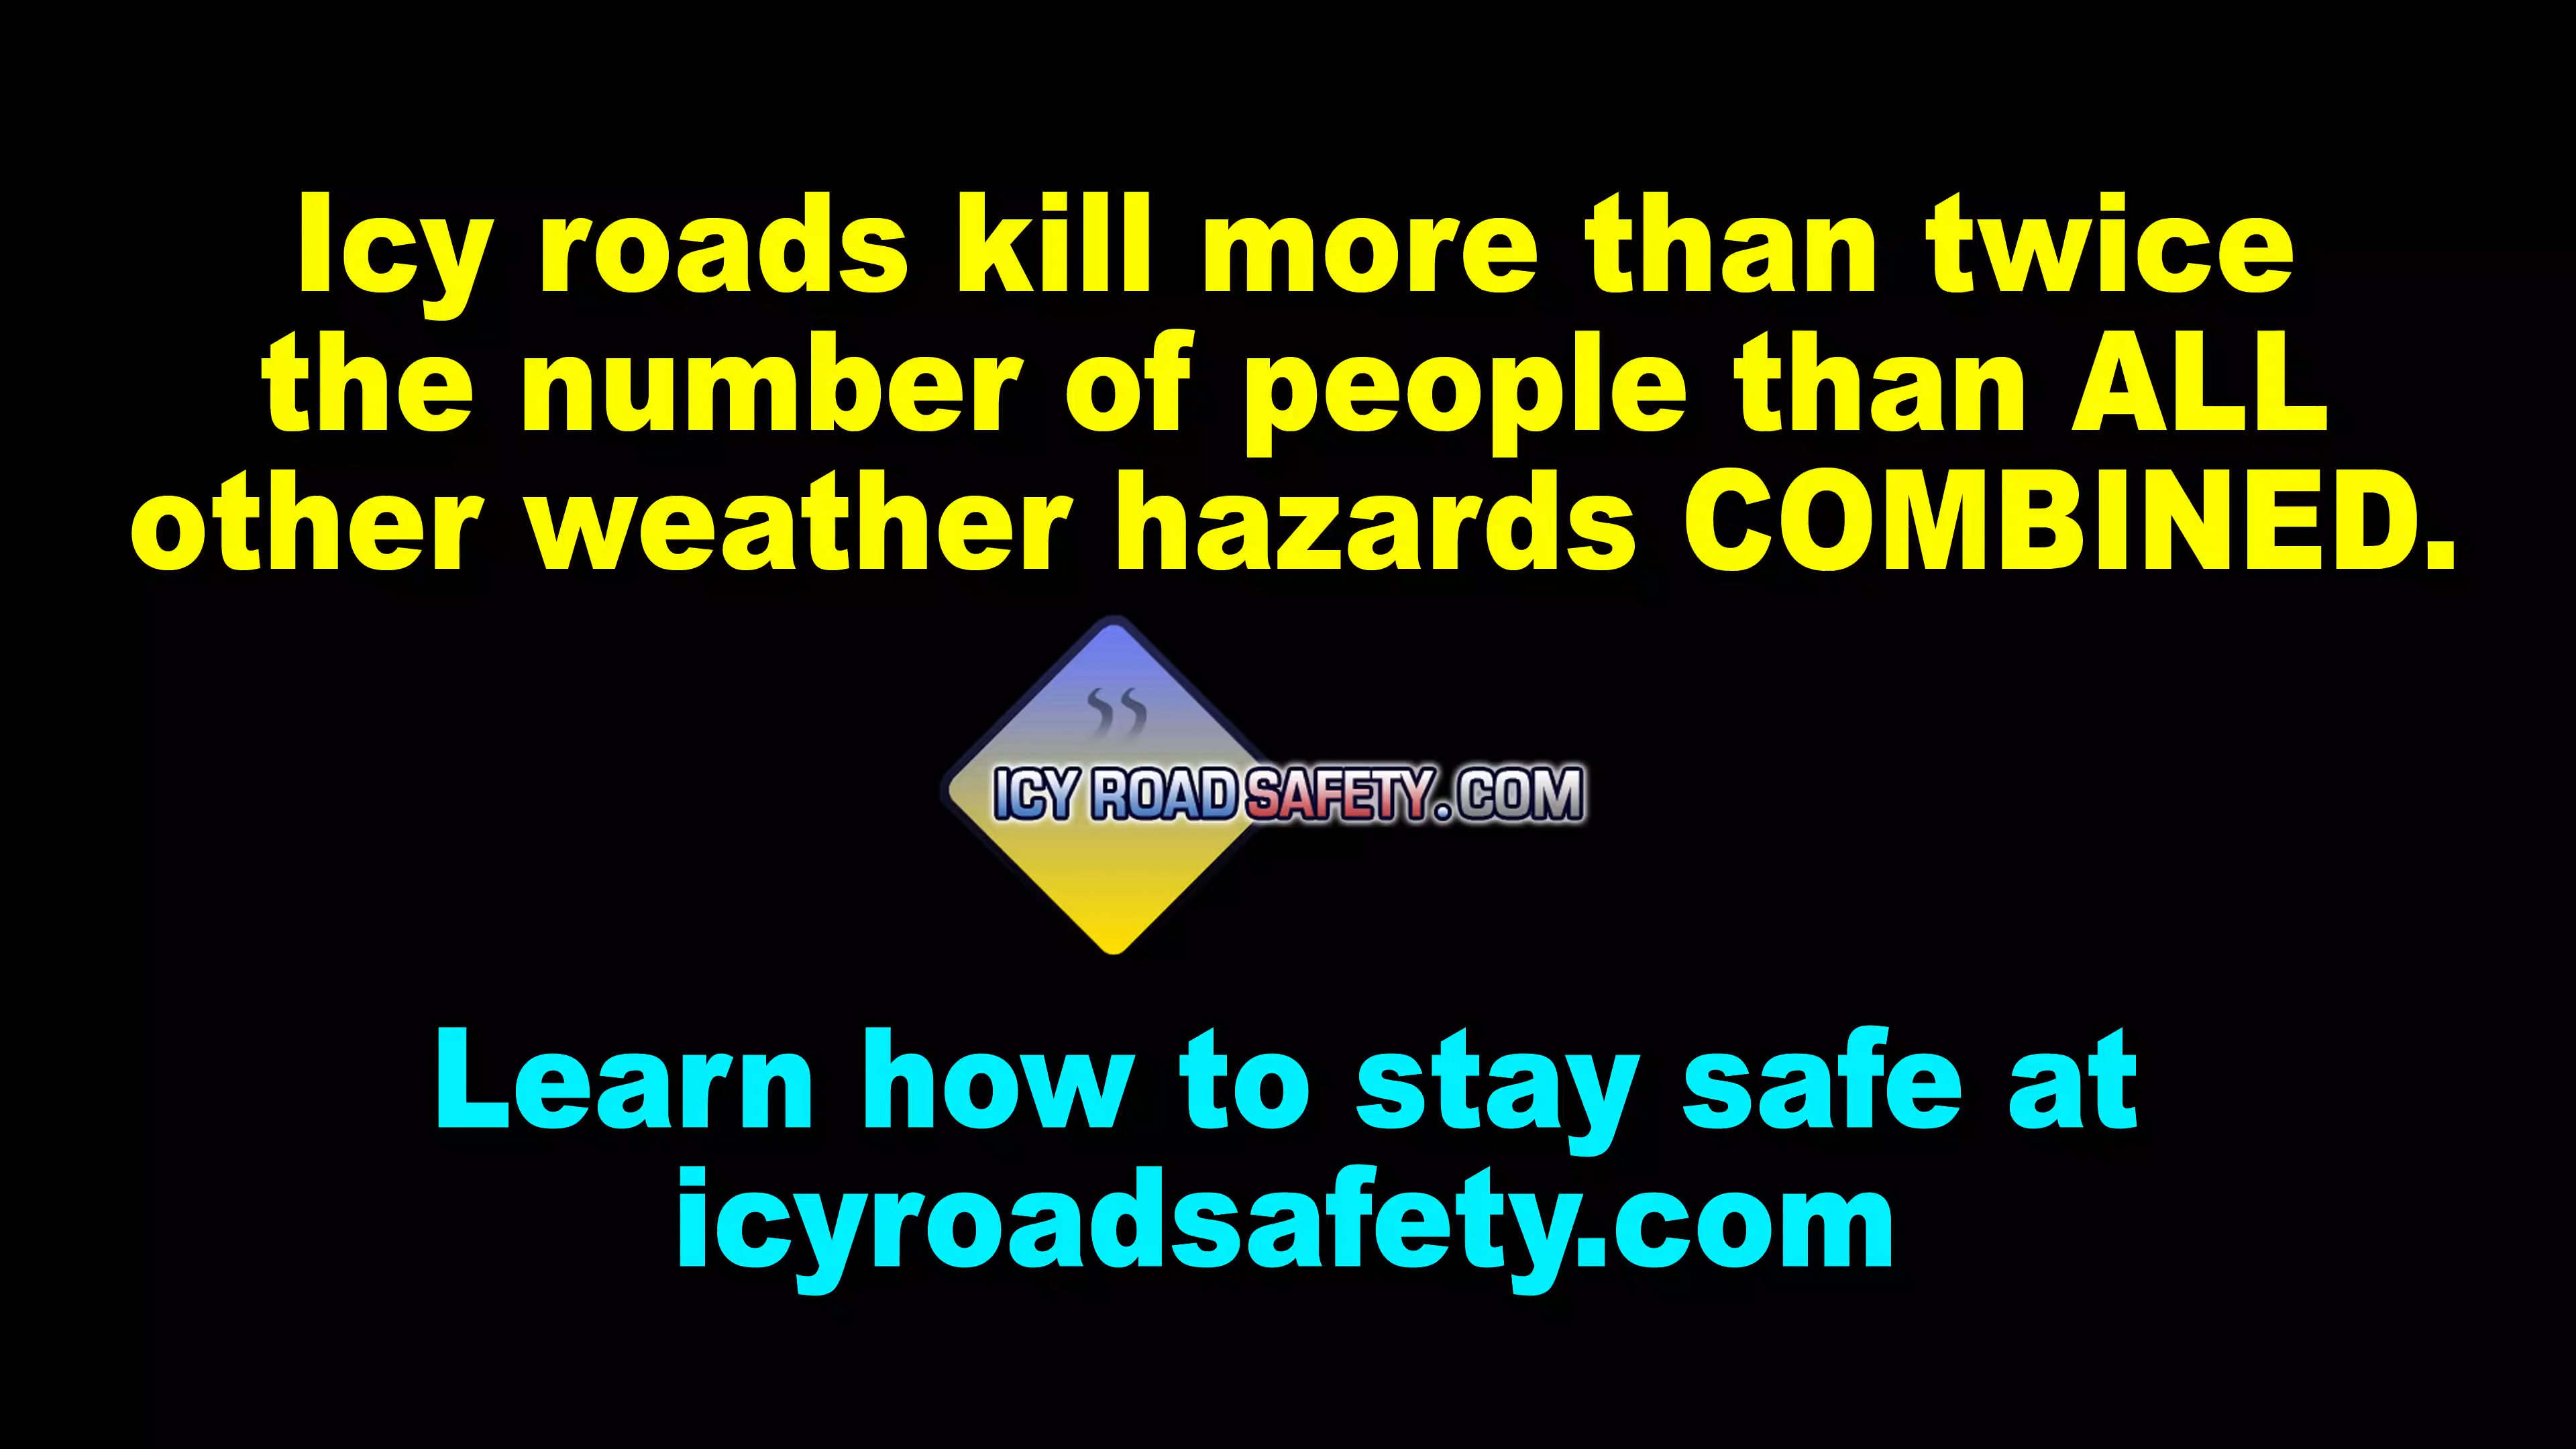 Icy roads kill more than twice
the number of people than ALL
other weather hazards COMBINED.
ICY ROAD SAFETY.COM
Learn how to stay safe at
icyroadsafety.com